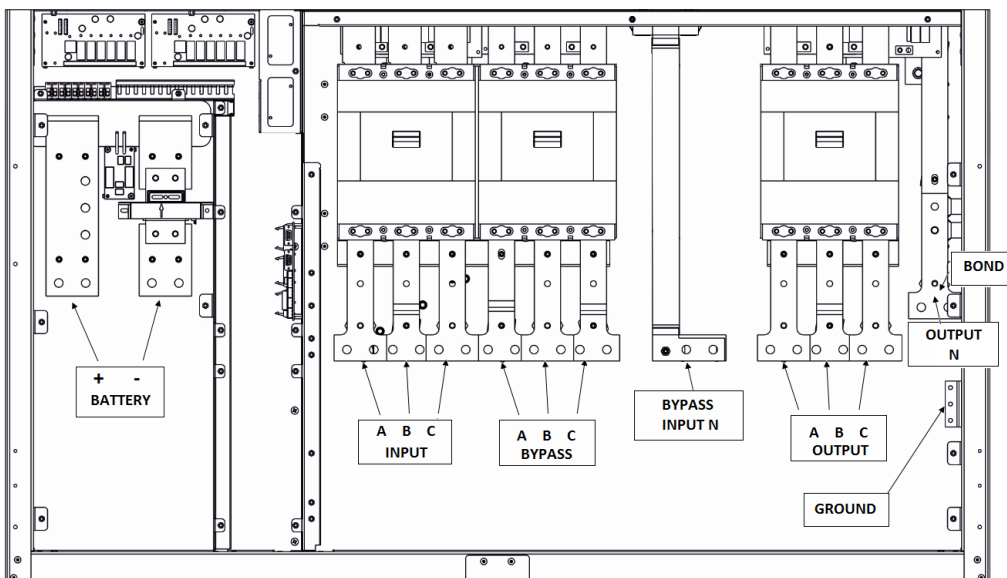 + -
BATTERY
A B C
INPUT
A B C
BYPASS
BYPASS
INPUT N
A B C
OUTPUT
BOND
OUTPUT
N
GROUND